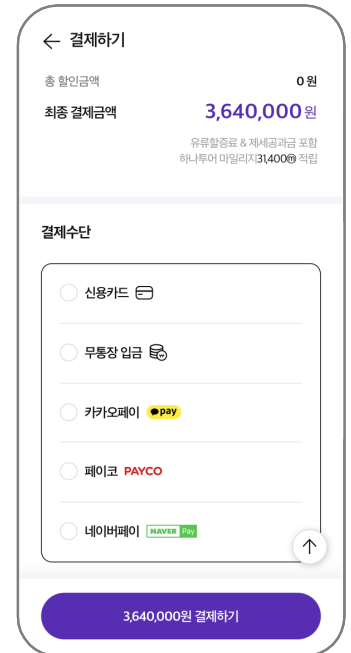 ← 결제하기
총 할인금액 0원
최종 결제금액 3,640,000원
유류할증료 & 제세공과금 포함
하나투어 마일리지31,400ⓜ 적립
결제수단
신용카드
무통장 입금
카카오페이 pay
페이코 PAYCO
네이버페이 NAVER Pay
3,640,000원 결제하기